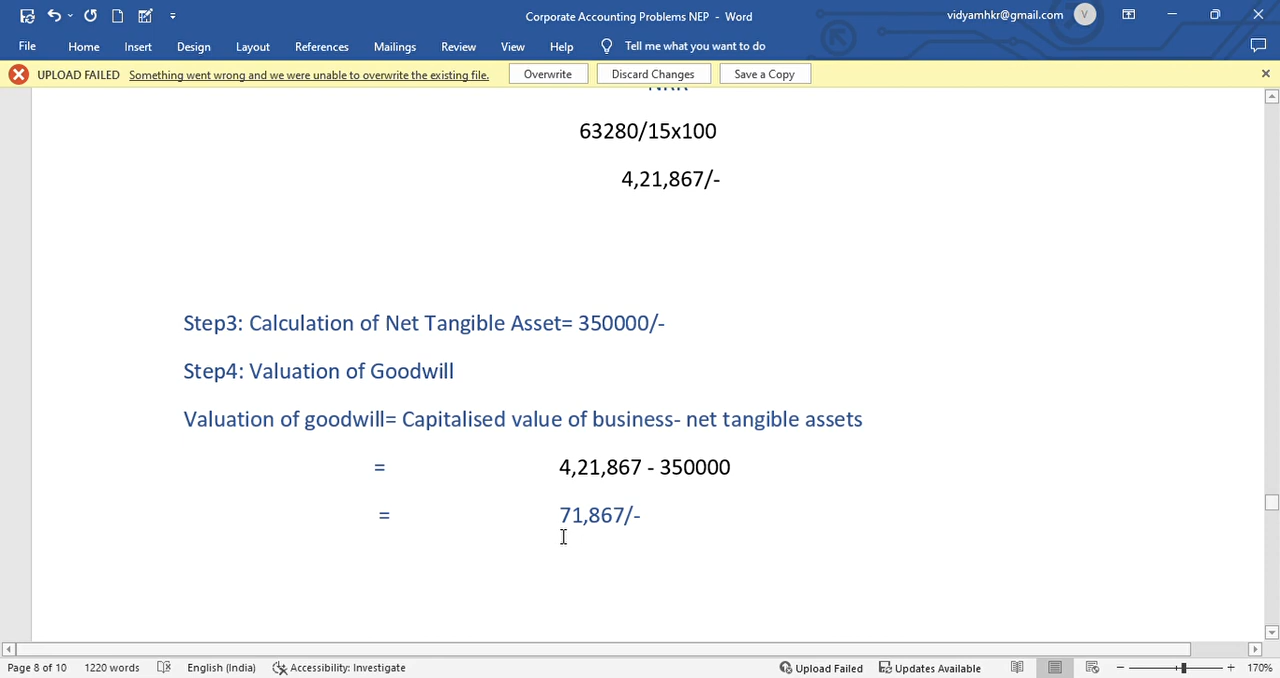 Corporate Accounting Problems NEP - Word
vidyamhkr@gmail.com
V
File Home Insert Design Layout References Mailings Review View Help Tell me what you want to do
UPLOAD FAILED Something went wrong and we were unable to overwrite the existing file. Overwrite Discard Changes Save a Copy
63280/15x100
4,21,867/-
Step3: Calculation of Net Tangible Asset= 350000/-
Step4: Valuation of Goodwill
Valuation of goodwill= Capitalised value of business- net tangible assets
= 4,21,867 - 350000
= 71,867/-
Page 8 of 10 1220 words English (India) Accessibility: Investigate Upload Failed Updates Available 170%